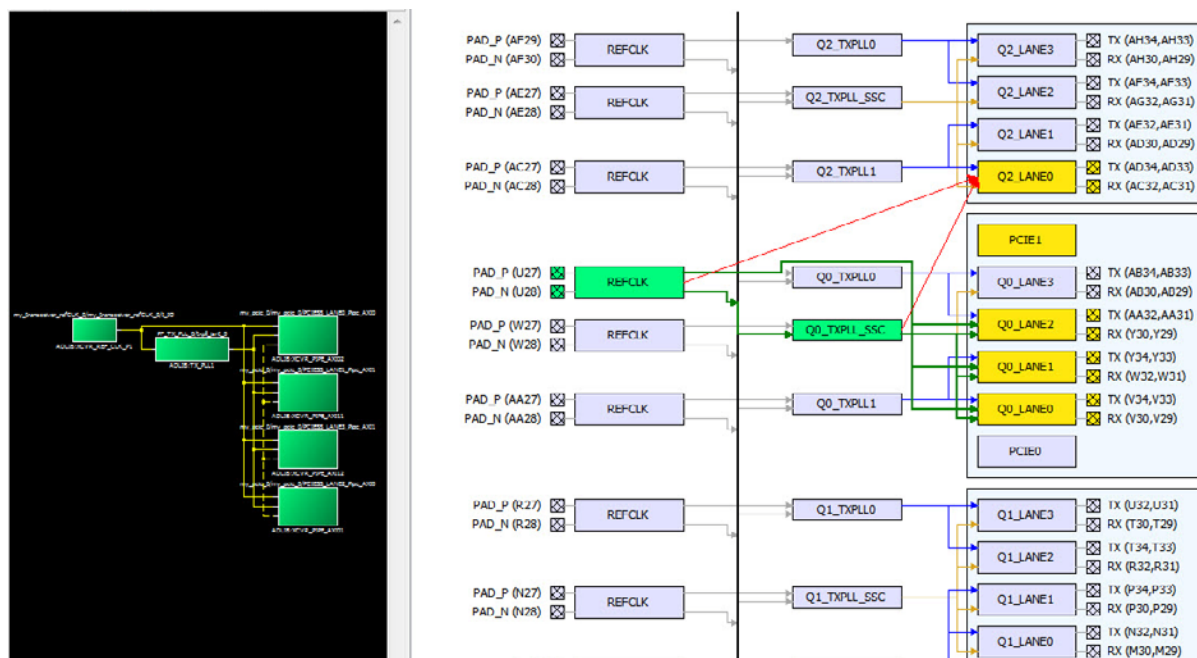 PAD_P (AF29)
PAD_N (AF30)
REFCLK
Q2_TXPLL0
Q2_LANE3
TX (AH34,AH33)
RX (AH30,AH29)
PAD_P (AE27)
PAD_N (AE28)
REFCLK
Q2_TXPLL_SSC
Q2_LANE2
TX (AF34,AF33)
RX (AG32,AG31)
Q2_LANE1
TX (AE32,AE31)
RX (AD30,AD29)
PAD_P (AC27)
PAD_N (AC28)
REFCLK
Q2_TXPLL1
Q2_LANE0
TX (AD34,AD33)
RX (AC32,AC31)
PCIE1
PAD_P (U27)
PAD_N (U28)
REFCLK
Q0_TXPLL0
Q0_LANE3
TX (AB34,AB33)
RX (AB30,AB29)
PAD_P (W27)
PAD_N (W28)
REFCLK
Q0_TXPLL_SSC
Q0_LANE2
TX (AA32,AA31)
RX (Y30,Y29)
Q0_LANE1
TX (Y34,Y33)
RX (W32,W31)
PAD_P (AA27)
PAD_N (AA28)
REFCLK
Q0_TXPLL1
Q0_LANE0
TX (V34,V33)
RX (V30,V29)
PCIE0
PAD_P (R27)
PAD_N (R28)
REFCLK
Q1_TXPLL0
Q1_LANE3
TX (U32,U31)
RX (T30,T29)
Q1_LANE2
TX (T34,T33)
RX (R32,R31)
PAD_P (N27)
PAD_N (N28)
REFCLK
Q1_TXPLL_SSC
Q1_LANE1
TX (P34,P33)
RX (P30,P29)
Q1_LANE0
TX (N32,N31)
RX (M30,M29)